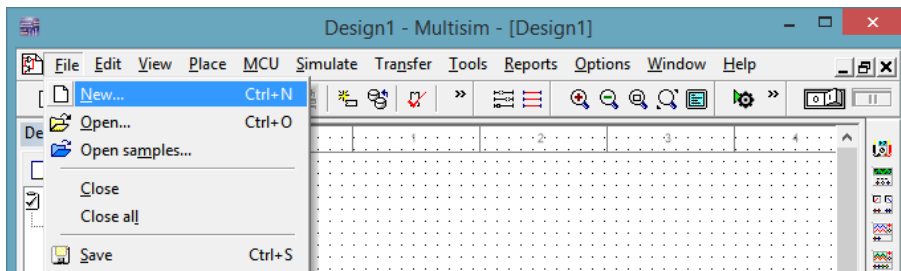 Design1 - Multisim - [Design1]
File Edit View Place MCU Simulate Transfer Tools Reports Options Window Help
New... Ctrl+N
De
Open... Ctrl+O
Open samples...
Close
Close all
Save Ctrl+S
1 2 3 4